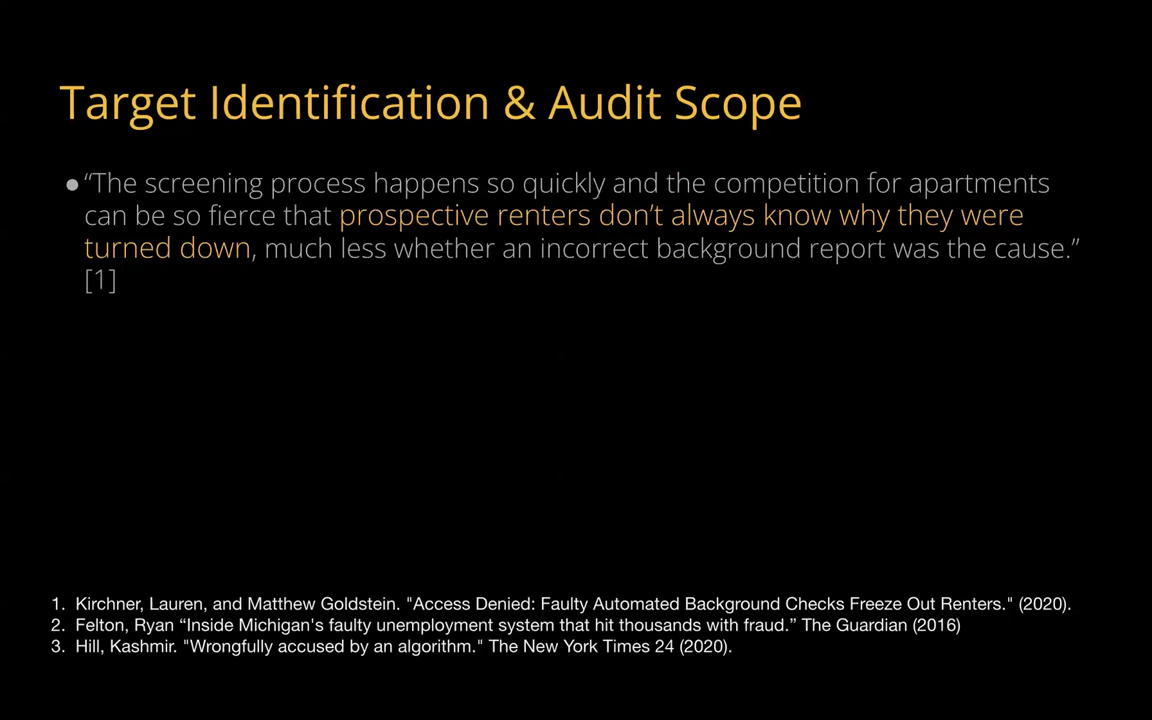 Target Identification & Audit Scope
●“The screening process happens so quickly and the competition for apartments
can be so fierce that prospective renters don’t always know why they were
turned down, much less whether an incorrect background report was the cause.”
[1]
1. Kirchner, Lauren, and Matthew Goldstein. "Access Denied: Faulty Automated Background Checks Freeze Out Renters." (2020).
2. Felton, Ryan “Inside Michigan's faulty unemployment system that hit thousands with fraud.” The Guardian (2016)
3. Hill, Kashmir. "Wrongfully accused by an algorithm." The New York Times 24 (2020).